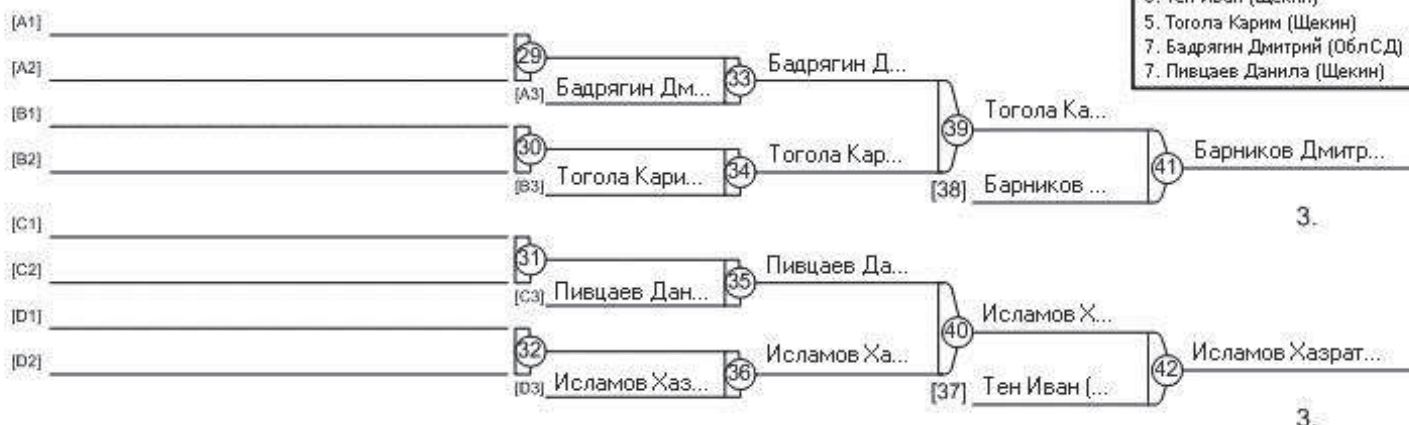 5. Тогола Карим (Щекин)
7. Бадрягин Дмитрий (ОблСД)
7. Пивцаев Данила (Щекин)
[A1]
[A2]
29
[A3] Бадрягин Дм...
33
Бадрягин Д...
[B1]
[B2]
30
[B3] Тогола Кари...
34
Тогола Кар...
39
Тогола Ка...
[38] Барников ...
41
Барников Дмитр...
3.
[C1]
[C2]
31
[C3] Пивцаев Дан...
35
Пивцаев Да...
[D1]
[D2]
32
[D3] Исламов Хаз...
36
Исламов Ха...
40
Исламов Х...
[37] Тен Иван (...
42
Исламов Хазрат...
3.